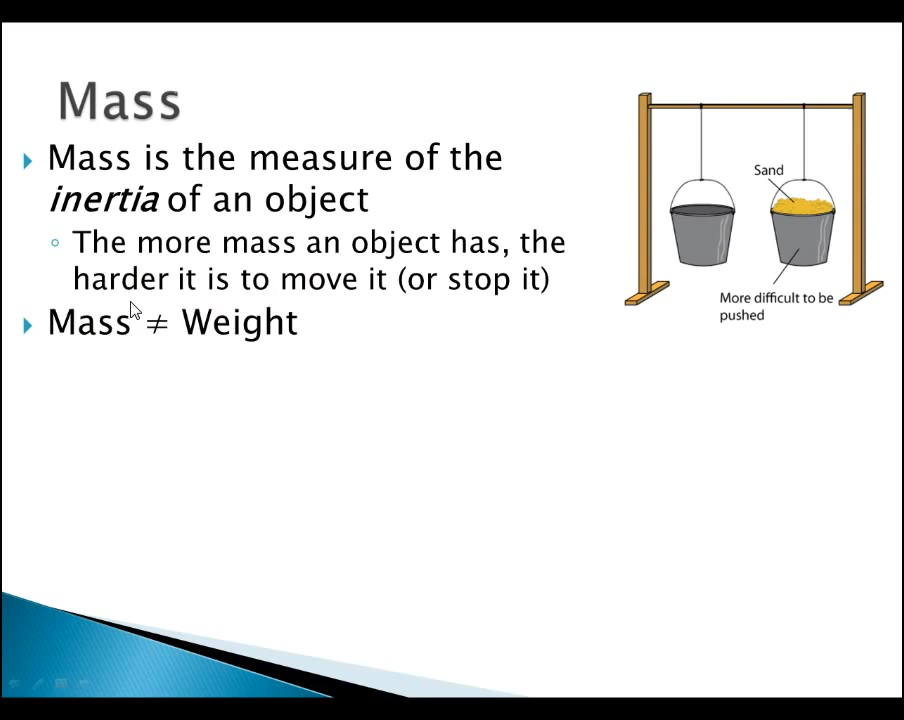 Mass
Mass is the measure of the
inertia of an object
The more mass an object has, the
harder it is to move it (or stop it)
Mass ≠ Weight
Sand
More difficult to be
pushed